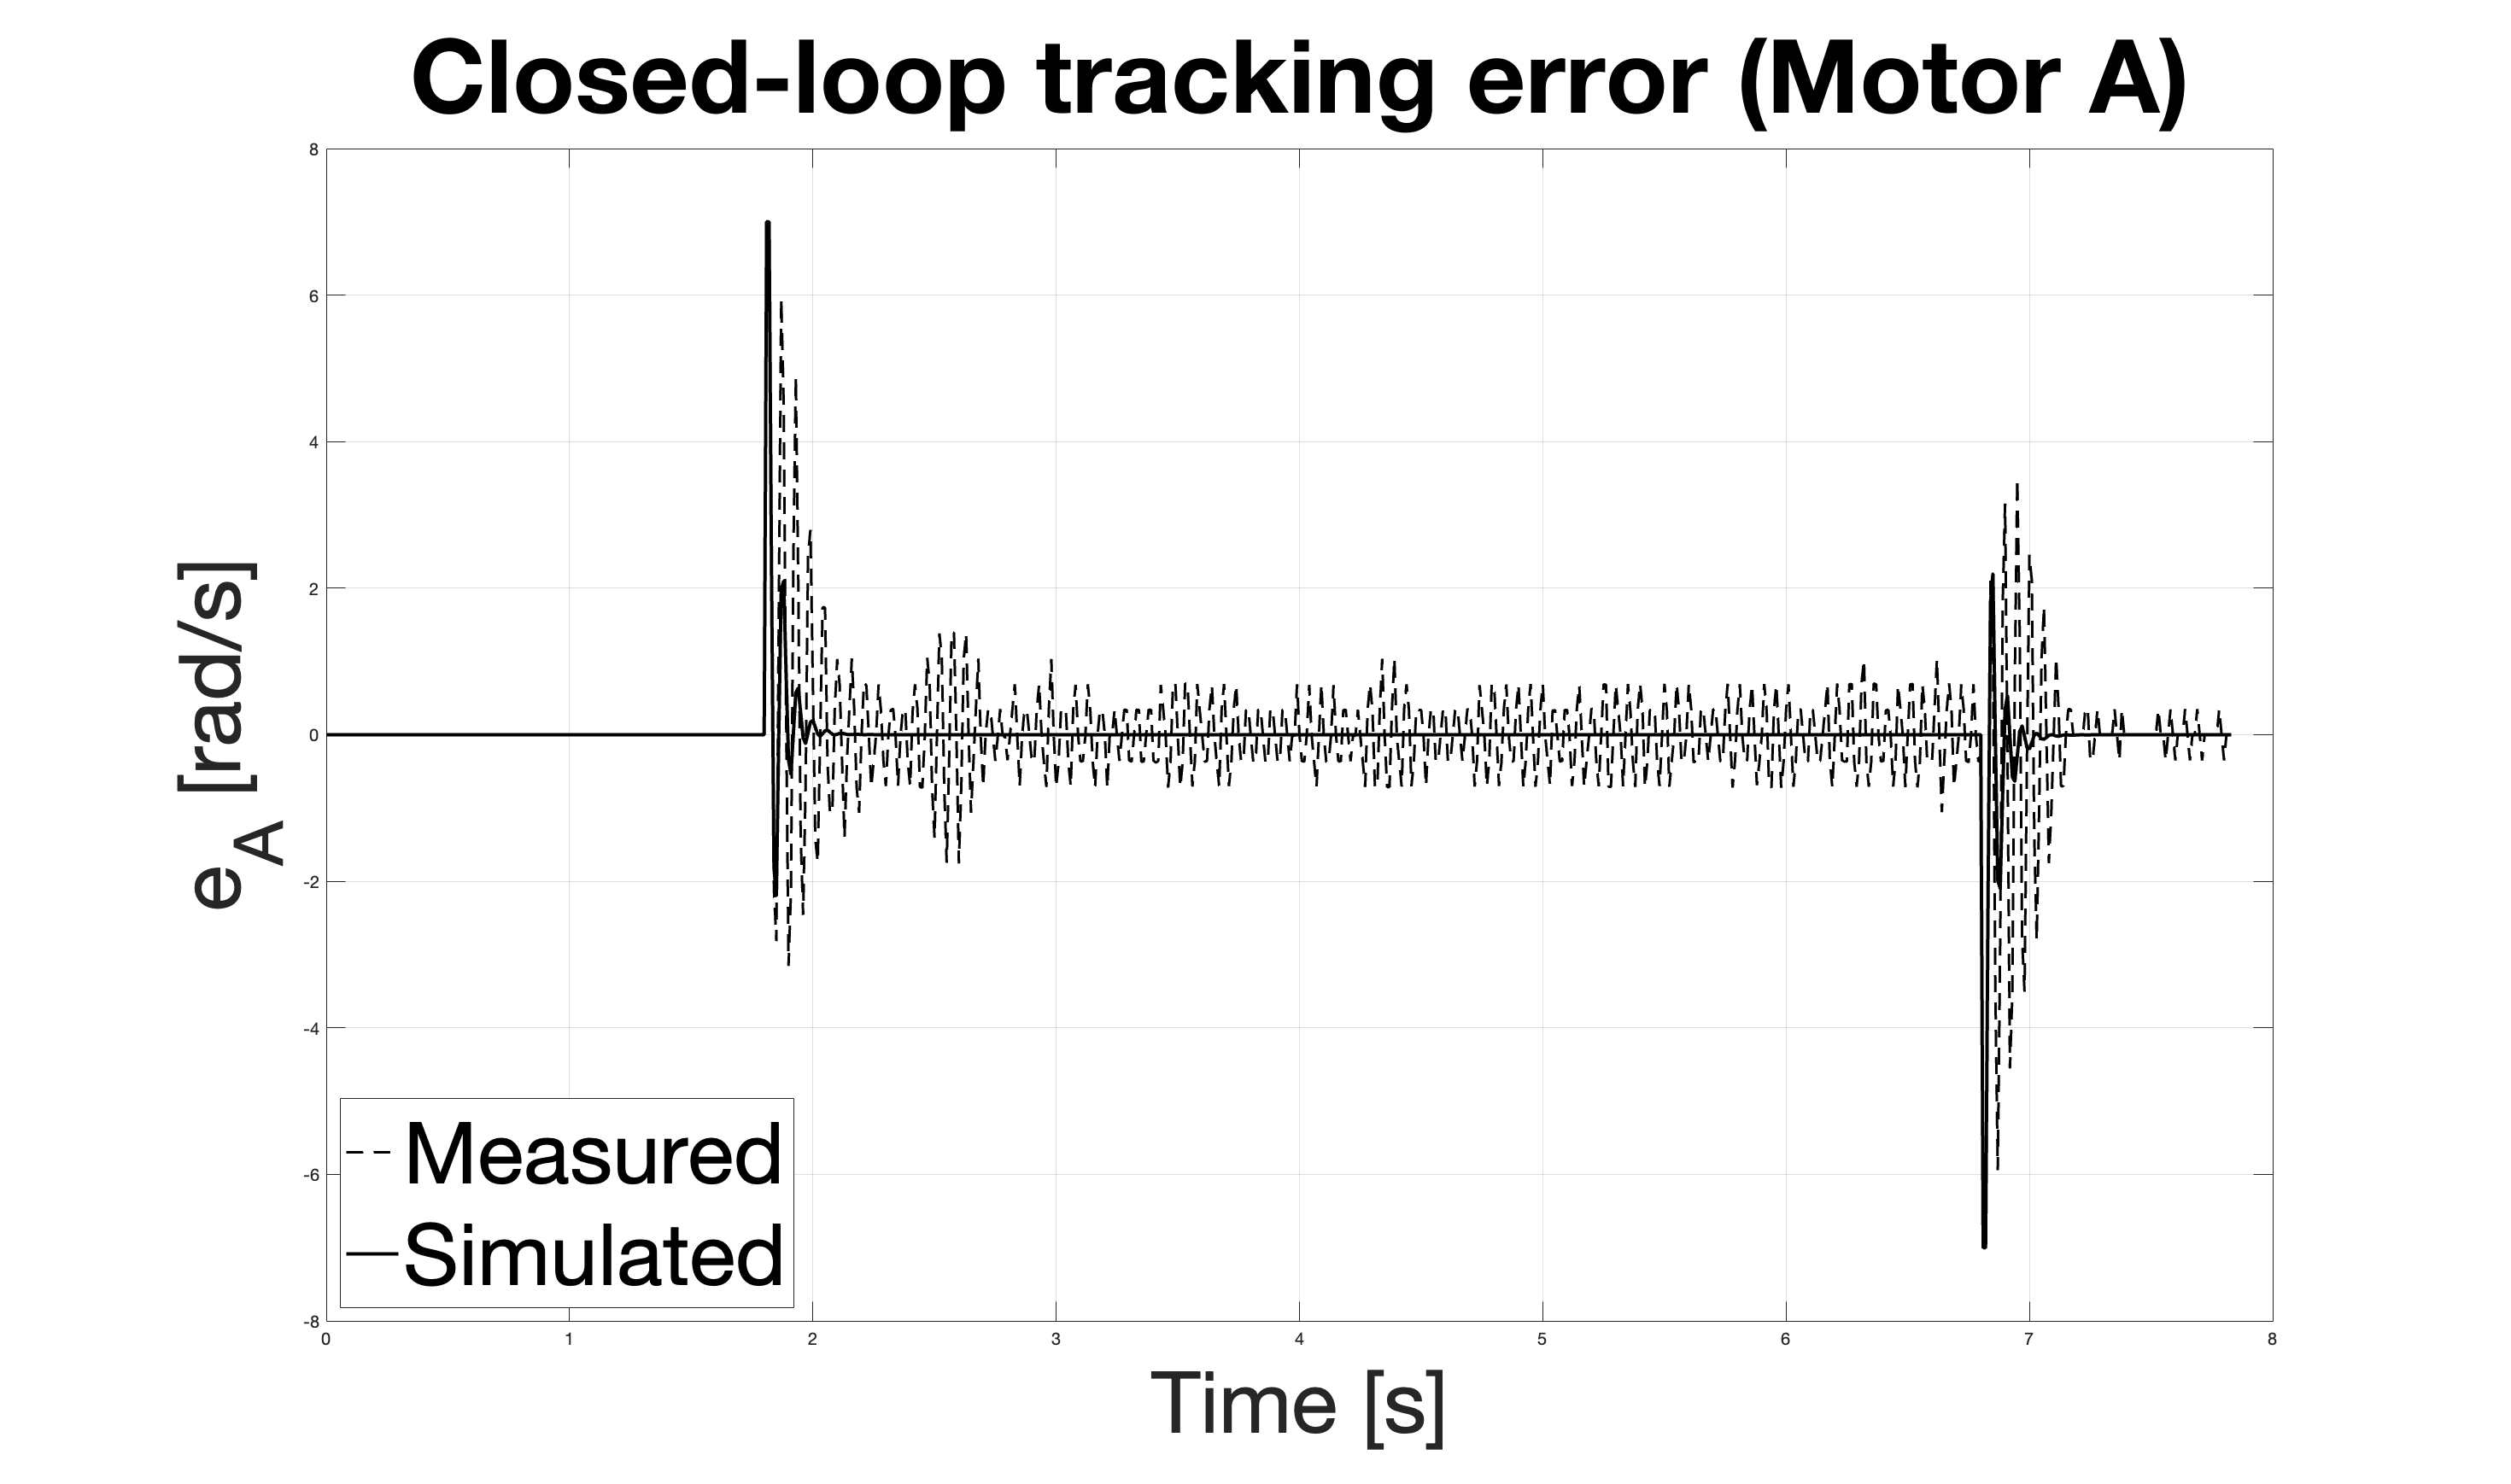 Closed-loop tracking error (Motor A)
8
6
4
2
0
-2
-4
-6
-8
e_A [rad/s]
Measured
Simulated
0 1 2 3 4 5 6 7 8
Time [s]